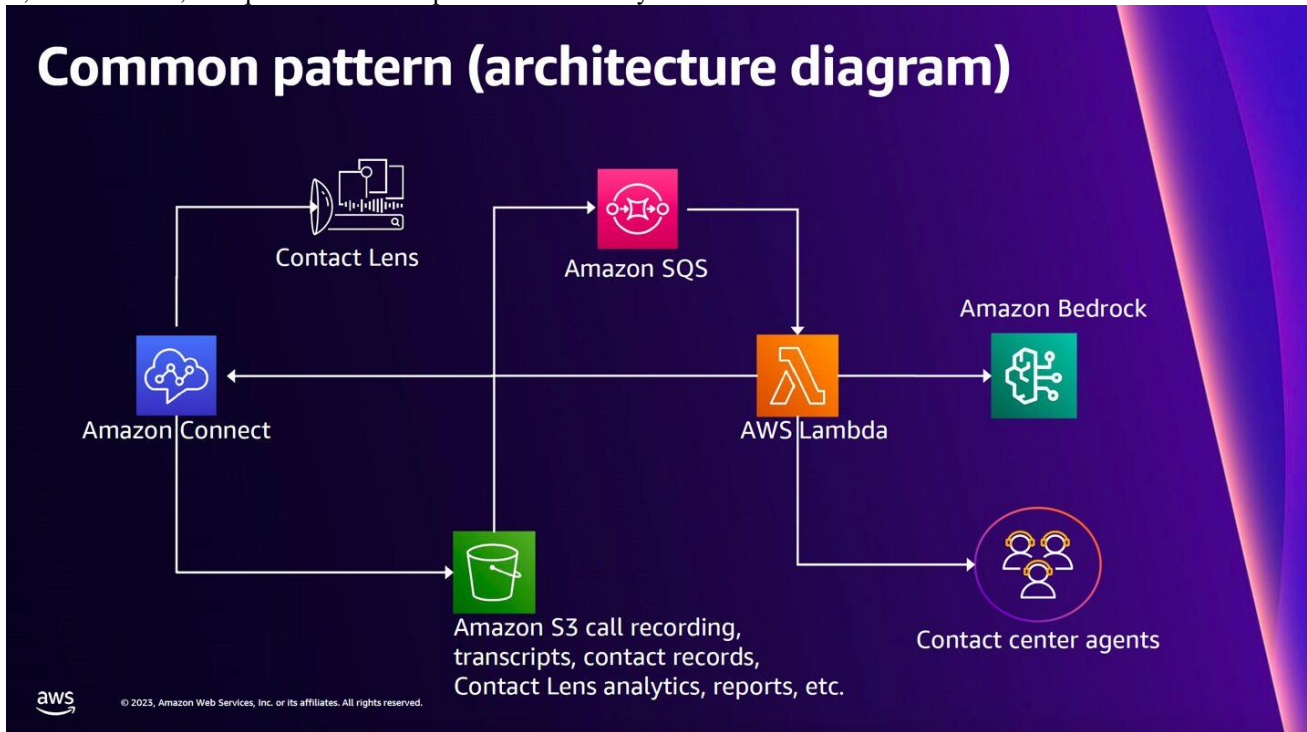 Common pattern (architecture diagram)
Contact Lens
Amazon SQS
Amazon Bedrock
Amazon Connect
AWS Lambda
Amazon S3 call recording,
transcripts, contact records,
Contact Lens analytics, reports, etc.
Contact center agents
aws
© 2023, Amazon Web Services, Inc. or its affiliates. All rights reserved.